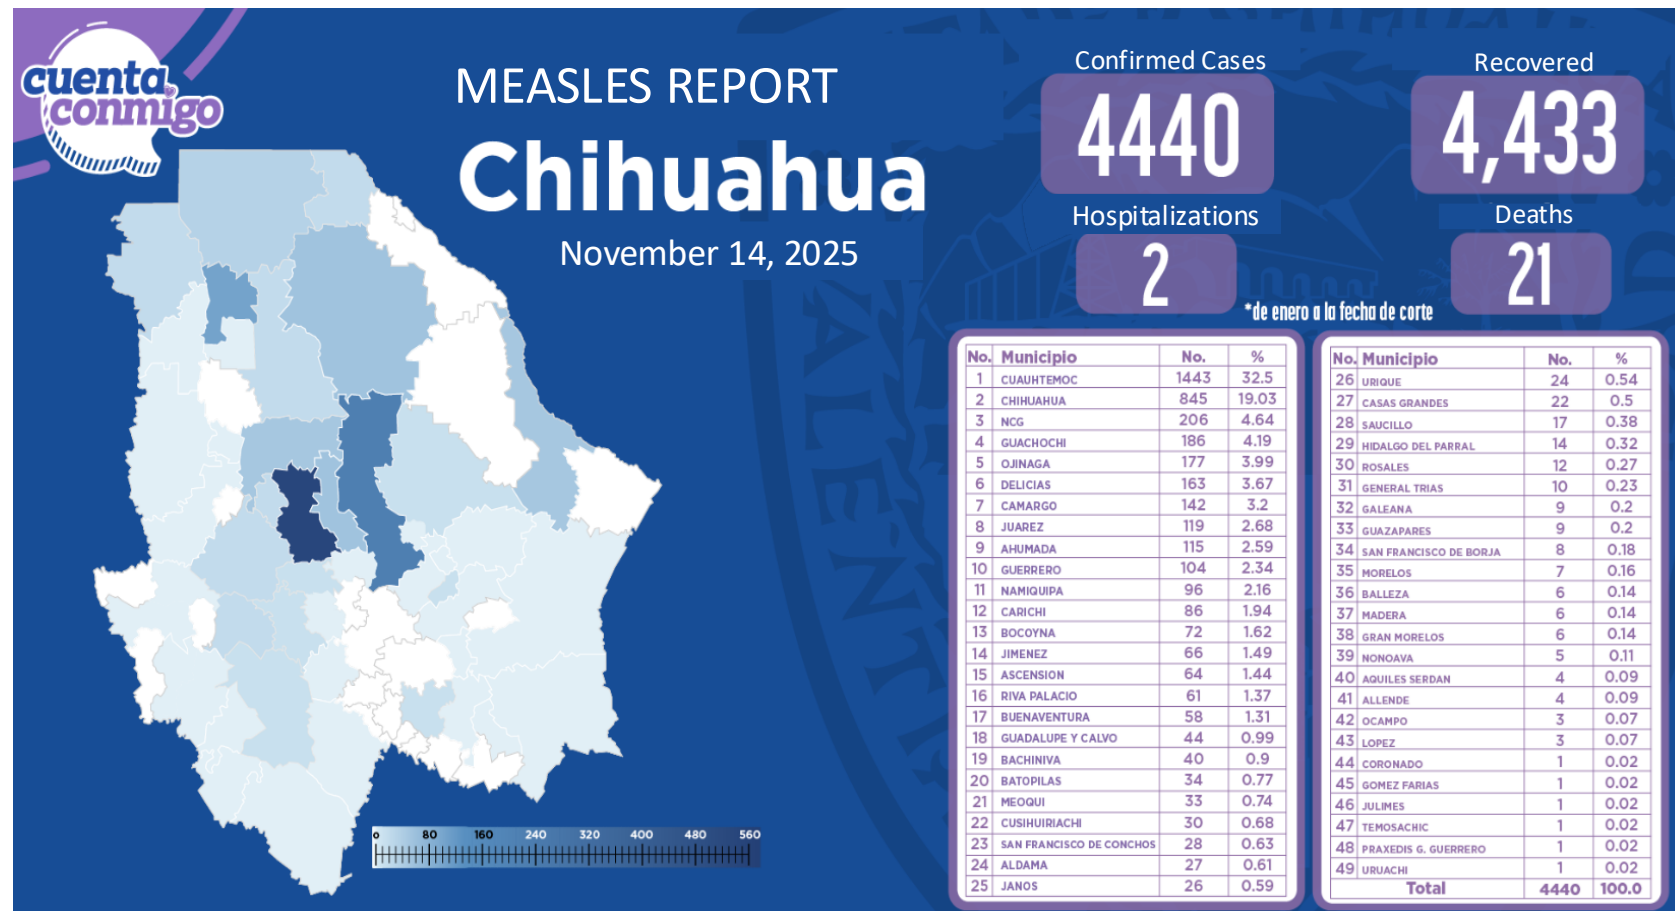 cuenta
conmigo
MEASLES REPORT
Chihuahua
November 14, 2025
Confirmed Cases
4440
Recovered
4,433
Hospitalizations
2
Deaths
21
*de enero a la fecha de corte
No. Municipio No. %
1 CUAUHTEMOC 1443 32.5
2 CHIHUAHUA 845 19.03
3 NCG 206 4.64
4 GUACHOCHI 186 4.19
5 OJINAGA 177 3.99
6 DELICIAS 163 3.67
7 CAMARGO 142 3.2
8 JUAREZ 119 2.68
9 AHUMADA 115 2.59
10 GUERRERO 104 2.34
11 NAMIQUIPA 96 2.16
12 CARICHI 86 1.94
13 BOCOYNA 72 1.62
14 JIMENEZ 66 1.49
15 ASCENSION 64 1.44
16 RIVA PALACIO 61 1.37
17 BUENAVENTURA 58 1.31
18 GUADALUPE Y CALVO 44 0.99
19 BACHINIVA 40 0.9
20 BATOPILAS 34 0.77
21 MEOQUI 33 0.74
22 CUSIHUIRIACHI 30 0.68
23 SAN FRANCISCO DE CONCHOS 28 0.63
24 ALDAMA 27 0.61
25 JANOS 26 0.59
No. Municipio No. %
26 URIQUE 24 0.54
27 CASAS GRANDES 22 0.5
28 SAUCILLO 17 0.38
29 HIDALGO DEL PARRAL 14 0.32
30 ROSALES 12 0.27
31 GENERAL TRIAS 10 0.23
32 GALEANA 9 0.2
33 GUAZAPARES 9 0.2
34 SAN FRANCISCO DE BORJA 8 0.18
35 MORELOS 7 0.16
36 BALLEZA 6 0.14
37 MADERA 6 0.14
38 GRAN MORELOS 6 0.14
39 NONOAVA 5 0.11
40 AQUILES SERDAN 4 0.09
41 ALLENDE 4 0.09
42 OCAMPO 3 0.07
43 LOPEZ 3 0.07
44 CORONADO 1 0.02
45 GOMEZ FARIAS 1 0.02
46 JULIMES 1 0.02
47 TEMOSACHIC 1 0.02
48 PRAXEDIS G. GUERRERO 1 0.02
49 URUACHI 1 0.02
Total 4440 100.0
0 80 160 240 320 400 480 560